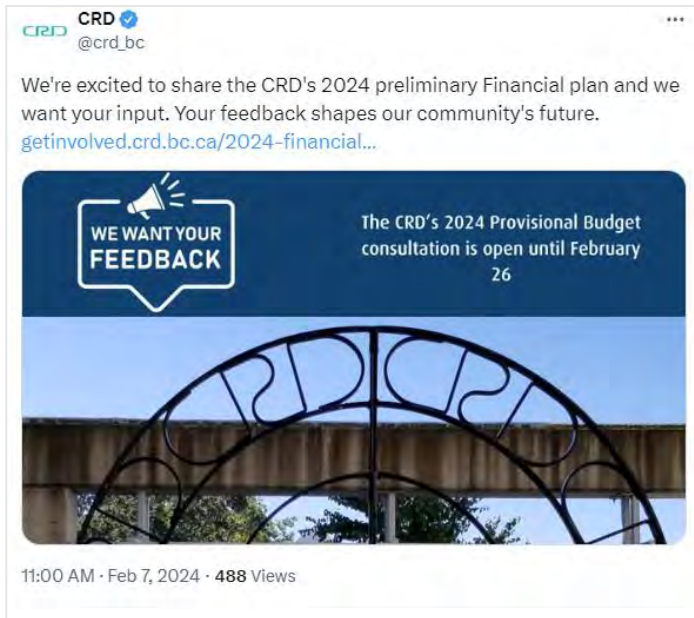 CRD
CRD
@crd_bc
We're excited to share the CRD's 2024 preliminary Financial plan and we
want your input. Your feedback shapes our community's future.
getinvolved.crd.bc.ca/2024-financial...
WE WANT YOUR
FEEDBACK
The CRD's 2024 Provisional Budget
consultation is open until February
26
CRD CRD
11:00 AM · Feb 7, 2024 · 488 Views